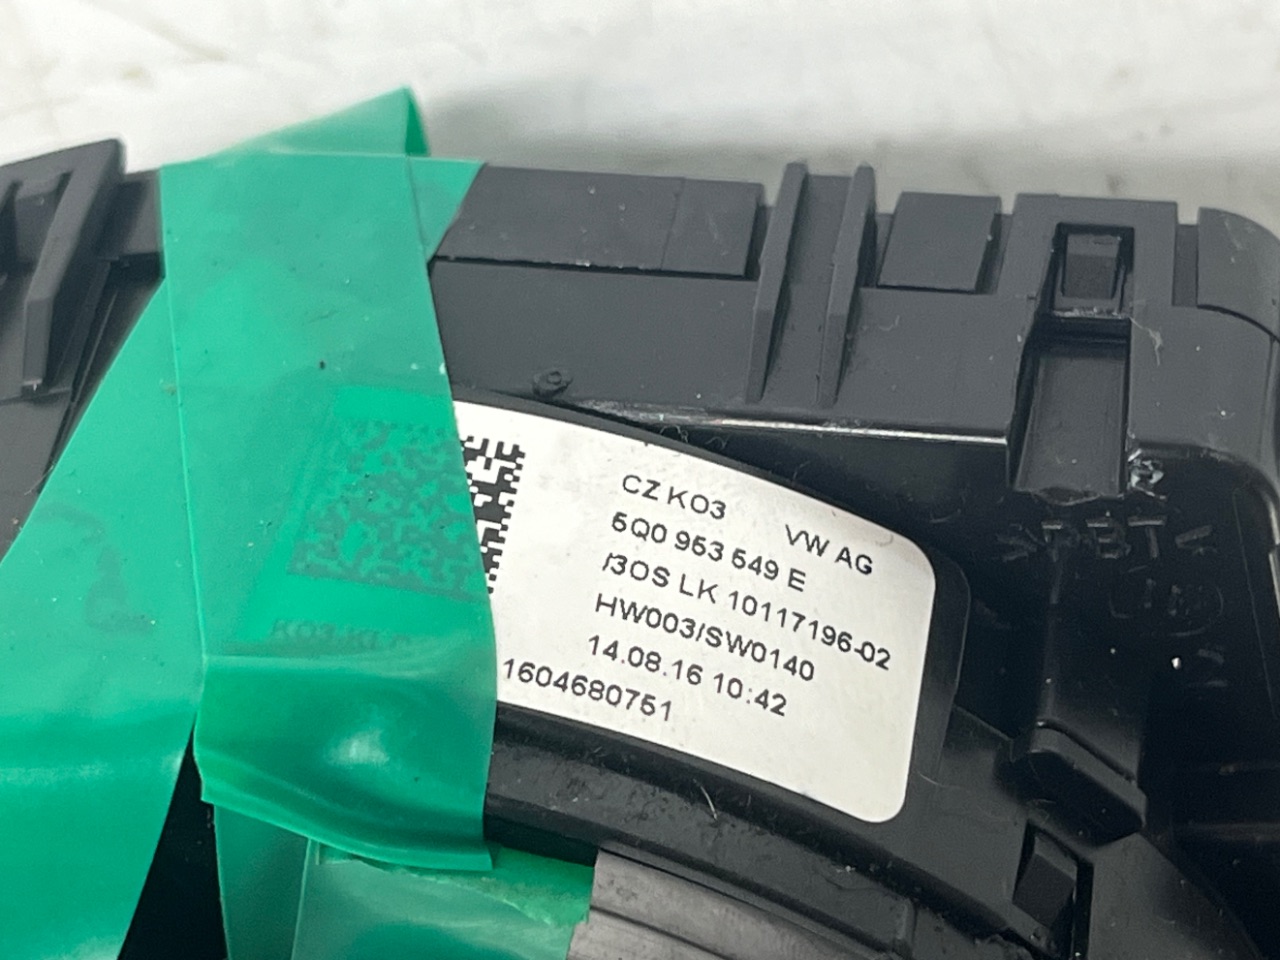 CZ KO3 VW AG
5Q0 953 549 E
/3OS LK 10117196-02
HW003/SW0140
14.08.16 10:42
1604680751
>PBT<